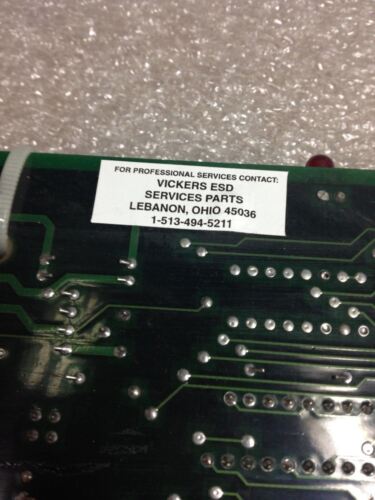 FOR PROFESSIONAL SERVICES CONTACT:
VICKERS ESD
SERVICES PARTS
LEBANON, OHIO 45036
1-513-494-5211